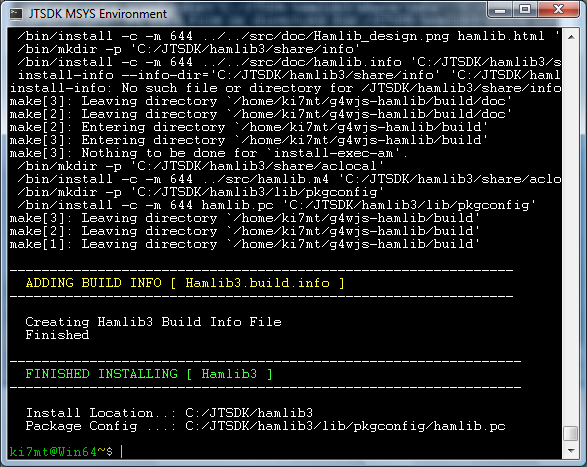 JTSDK MSYS Environment
/bin/install -c -m 644 ../../src/doc/Hamlib_design.png hamlib.html '
/bin/mkdir -p 'C:/JTSDK/hamlib3/share/info'
/bin/install -c -m 644 ../../src/doc/hamlib.info 'C:/JTSDK/hamlib3/s
install-info --info-dir='C:/JTSDK/hamlib3/share/info' 'C:/JTSDK/haml
install-info: No such file or directory for /JTSDK/hamlib3/share/info
make[3]: Leaving directory `/home/ki7mt/g4wjs-hamlib/build/doc'
make[2]: Leaving directory `/home/ki7mt/g4wjs-hamlib/build/doc'
make[2]: Entering directory `/home/ki7mt/g4wjs-hamlib/build'
make[3]: Entering directory `/home/ki7mt/g4wjs-hamlib/build'
make[3]: Nothing to be done for `install-exec-am'.
/bin/mkdir -p 'C:/JTSDK/hamlib3/share/aclocal'
/bin/install -c -m 644 ../src/hamlib.m4 'C:/JTSDK/hamlib3/share/aclo
/bin/mkdir -p 'C:/JTSDK/hamlib3/lib/pkgconfig'
/bin/install -c -m 644 hamlib.pc 'C:/JTSDK/hamlib3/lib/pkgconfig'
make[3]: Leaving directory `/home/ki7mt/g4wjs-hamlib/build'
make[2]: Leaving directory `/home/ki7mt/g4wjs-hamlib/build'
make[1]: Leaving directory `/home/ki7mt/g4wjs-hamlib/build'
---------------------------------------------------------------
ADDING BUILD INFO [ Hamlib3.build.info ]
---------------------------------------------------------------
Creating Hamlib3 Build Info File
Finished
----------------------------------------------------------------
FINISHED INSTALLING [ Hamlib3 ]
----------------------------------------------------------------
Install Location..: C:/JTSDK/hamlib3
Package Config ...: C:/JTSDK/hamlib3/lib/pkgconfig/hamlib.pc
ki7mt@Win64~$